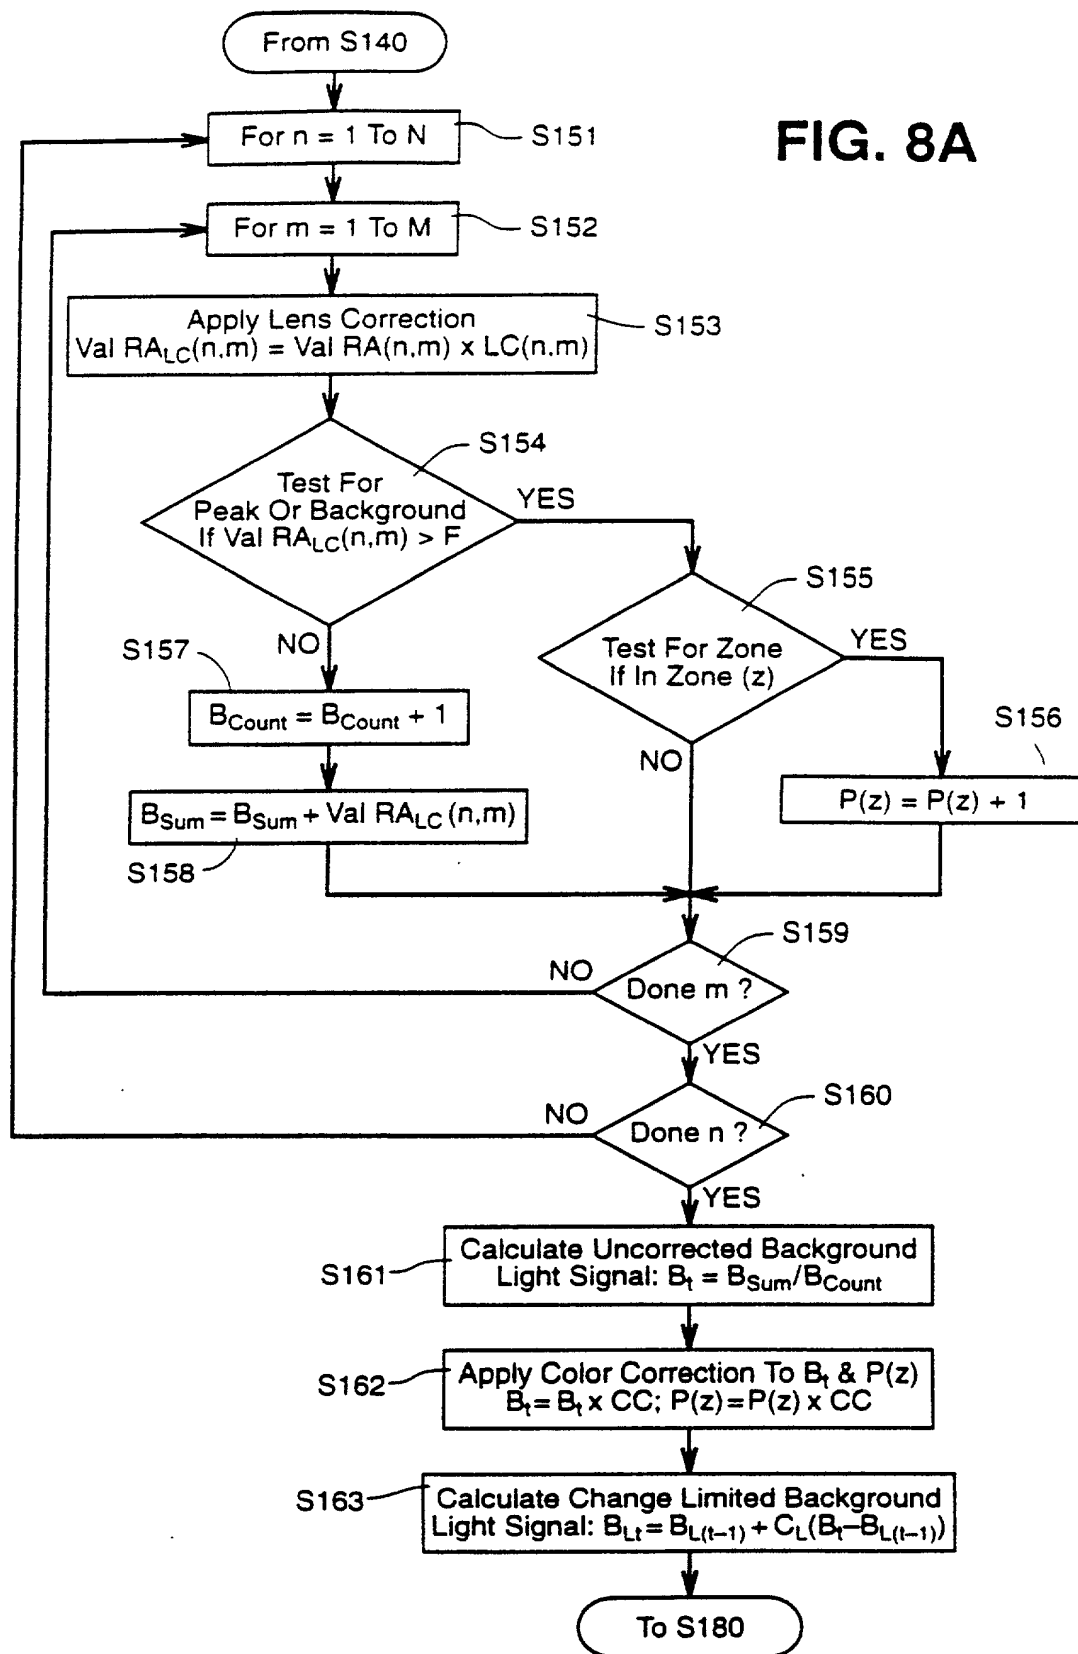 From S140
FIG. 8A
For n = 1 To N
S151
For m = 1 To M
S152
Apply Lens Correction
Val RA_LC(n,m) = Val RA(n,m) x LC(n.m)
S153
S154
Test For
Peak Or Background
If Val RA_LC(n,m) > F
YES
NO
S155
Test For Zone
If In Zone (z)
YES
NO
S156
P(z) = P(z) + 1
S157
B_Count = B_Count + 1
B_Sum = B_Sum + Val RA_LC (n,m)
S158
S159
Done m ?
NO
YES
S160
Done n ?
NO
YES
S161
Calculate Uncorrected Background
Light Signal: B_t = B_Sum/B_Count
S162
Apply Color Correction To B_t & P(z)
B_t = B_t x CC; P(z) = P(z) x CC
S163
Calculate Change Limited Background
Light Signal: B_Lt = B_L(t–1) + C_L(B_t–B_L(t–1))
To S180